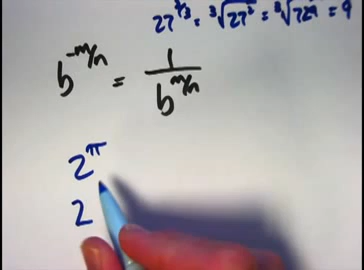 27^{2/3} = ∛27² = ∛729 = 9
b^{-m/n} = 1/b^{m/n}
2^π
2